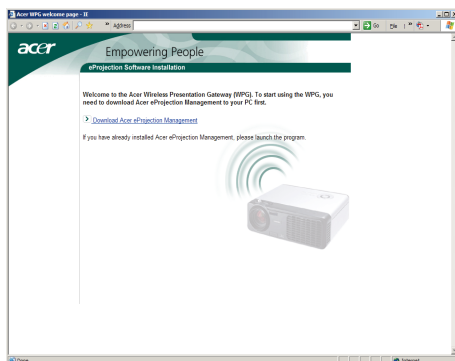 Acer WPG welcome page - II
Address
Go
acer
Empowering People
eProjection Software Installation
Welcome to the Acer Wireless Presentation Gateway (WPG). To start using the WPG, you
need to download Acer eProjection Management to your PC first.
Download Acer eProjection Management
If you have already installed Acer eProjection Management, please launch the program.
Done
Internet